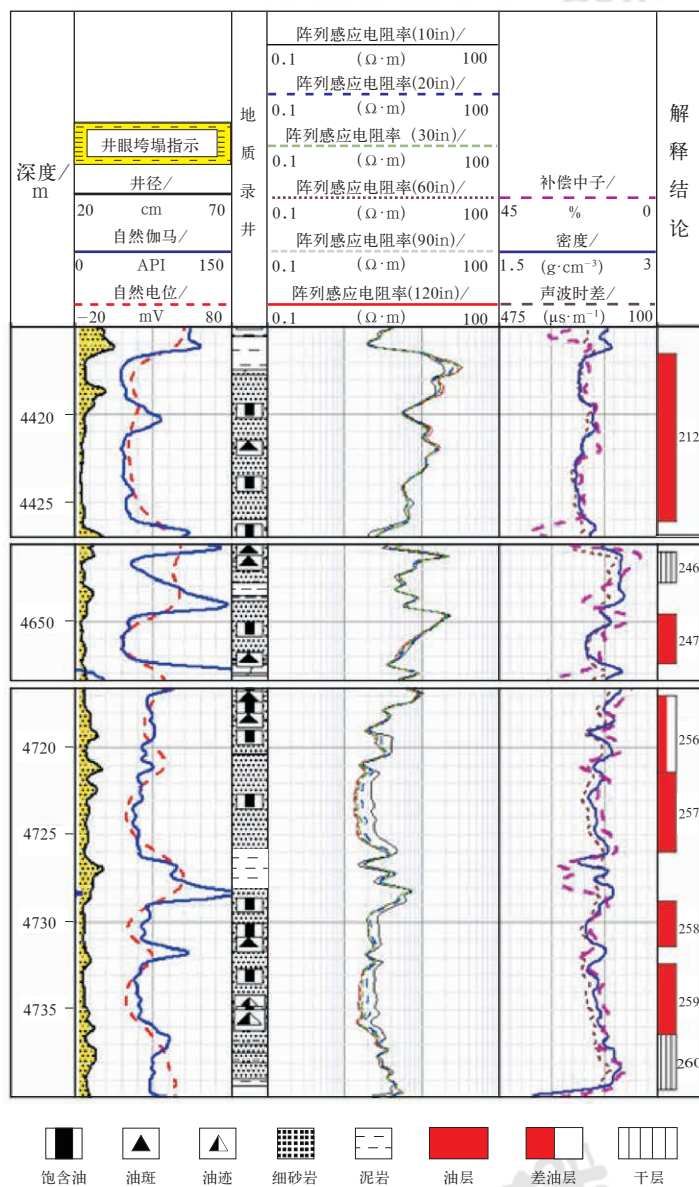 深度/
m
井眼垮塌指示
井径/
20 cm 70
自然伽马/
0 API 150
自然电位/
-20 mV 80
地质录井
阵列感应电阻率(10in)/
0.1 (Ω·m) 100
阵列感应电阻率(20in)/
0.1 (Ω·m) 100
阵列感应电阻率 (30in)/
0.1 (Ω·m) 100
阵列感应电阻率(60in)/
0.1 (Ω·m) 100
阵列感应电阻率(90in)/
0.1 (Ω·m) 100
阵列感应电阻率(120in)/
0.1 (Ω·m) 100
补偿中子/
45 % 0
密度/
1.5 (g·cm⁻³) 3
声波时差/
475 (μs·m⁻¹) 100
解释结论
4420
212
4425
246
4650
247
4720
256
257
4725
4730
258
4735
259
260
饱含油 油斑 油迹 细砂岩 泥岩 油层 差油层 干层